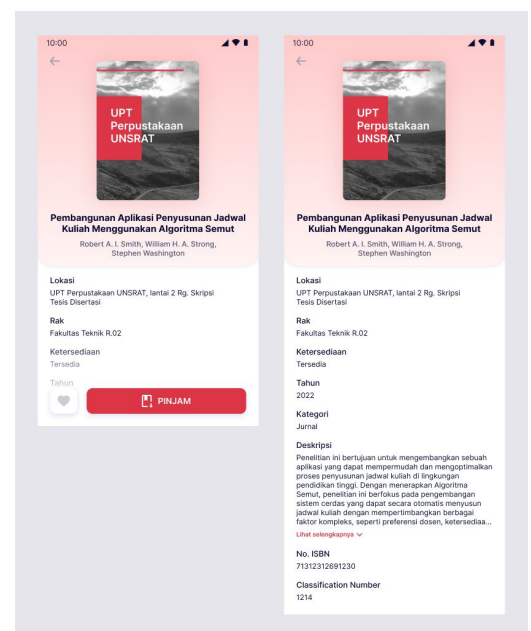 10:00
UPT
Perpustakaan
UNSRAT
Pembangunan Aplikasi Penyusunan Jadwal
Kuliah Menggunakan Algoritma Semut
Robert A. I. Smith, William H. A. Strong,
Stephen Washington
Lokasi
UPT Perpustakaan UNSRAT, lantai 2 Rg. Skripsi
Tesis Disertasi
Rak
Fakultas Teknik R.02
Ketersediaan
Tersedia
Tahun
PINJAM
10:00
UPT
Perpustakaan
UNSRAT
Pembangunan Aplikasi Penyusunan Jadwal
Kuliah Menggunakan Algoritma Semut
Robert A. I. Smith, William H. A. Strong,
Stephen Washington
Lokasi
UPT Perpustakaan UNSRAT, lantai 2 Rg. Skripsi
Tesis Disertasi
Rak
Fakultas Teknik R.02
Ketersediaan
Tersedia
Tahun
2022
Kategori
Jurnal
Deskripsi
Penelitian ini bertujuan untuk mengembangkan sebuah
aplikasi yang dapat mempermudah dan mengoptimalkan
proses penyusunan jadwal kuliah di lingkungan
pendidikan tinggi. Dengan menerapkan Algoritma
Semut, penelitian ini berfokus pada pengembangan
sistem cerdas yang dapat secara otomatis menyusun
jadwal kuliah dengan mempertimbangkan berbagai
faktor kompleks, seperti preferensi dosen, ketersediaa...
Lihat selengkapnya
No. ISBN
71312312691230
Classification Number
1214